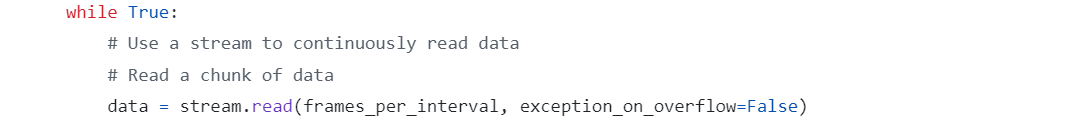 while True:
    # Use a stream to continuously read data
    # Read a chunk of data
    data = stream.read(frames_per_interval, exception_on_overflow=False)